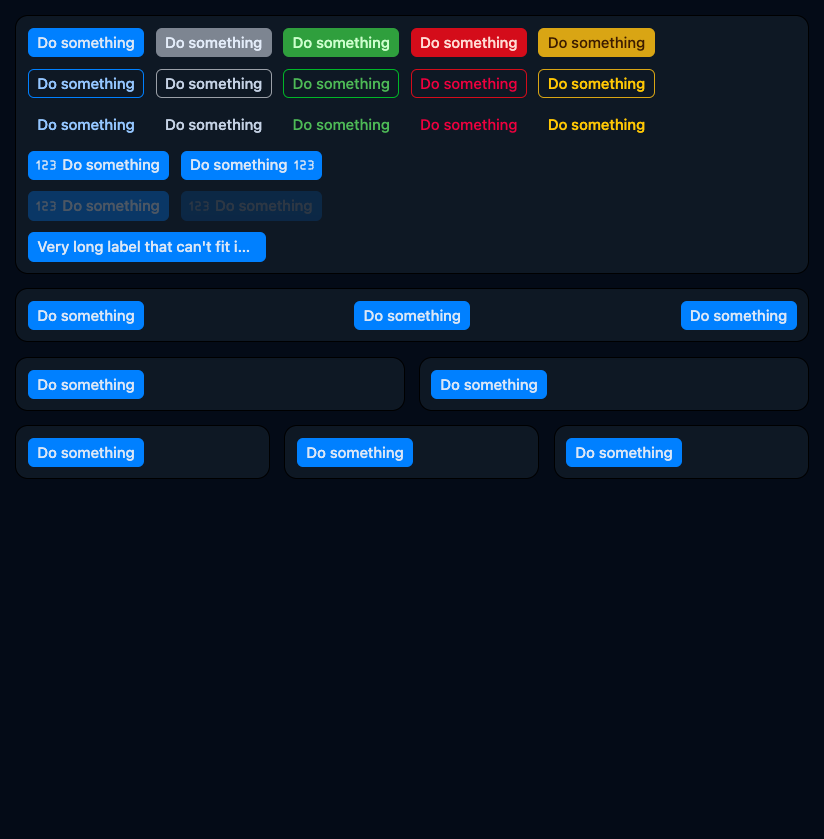 Do something Do something Do something Do something Do something
Do something Do something Do something Do something Do something
Do something Do something Do something Do something Do something
123 Do something Do something 123
123 Do something 123 Do something
Very long label that can't fit i...
Do something Do something Do something
Do something Do something
Do something Do something Do something